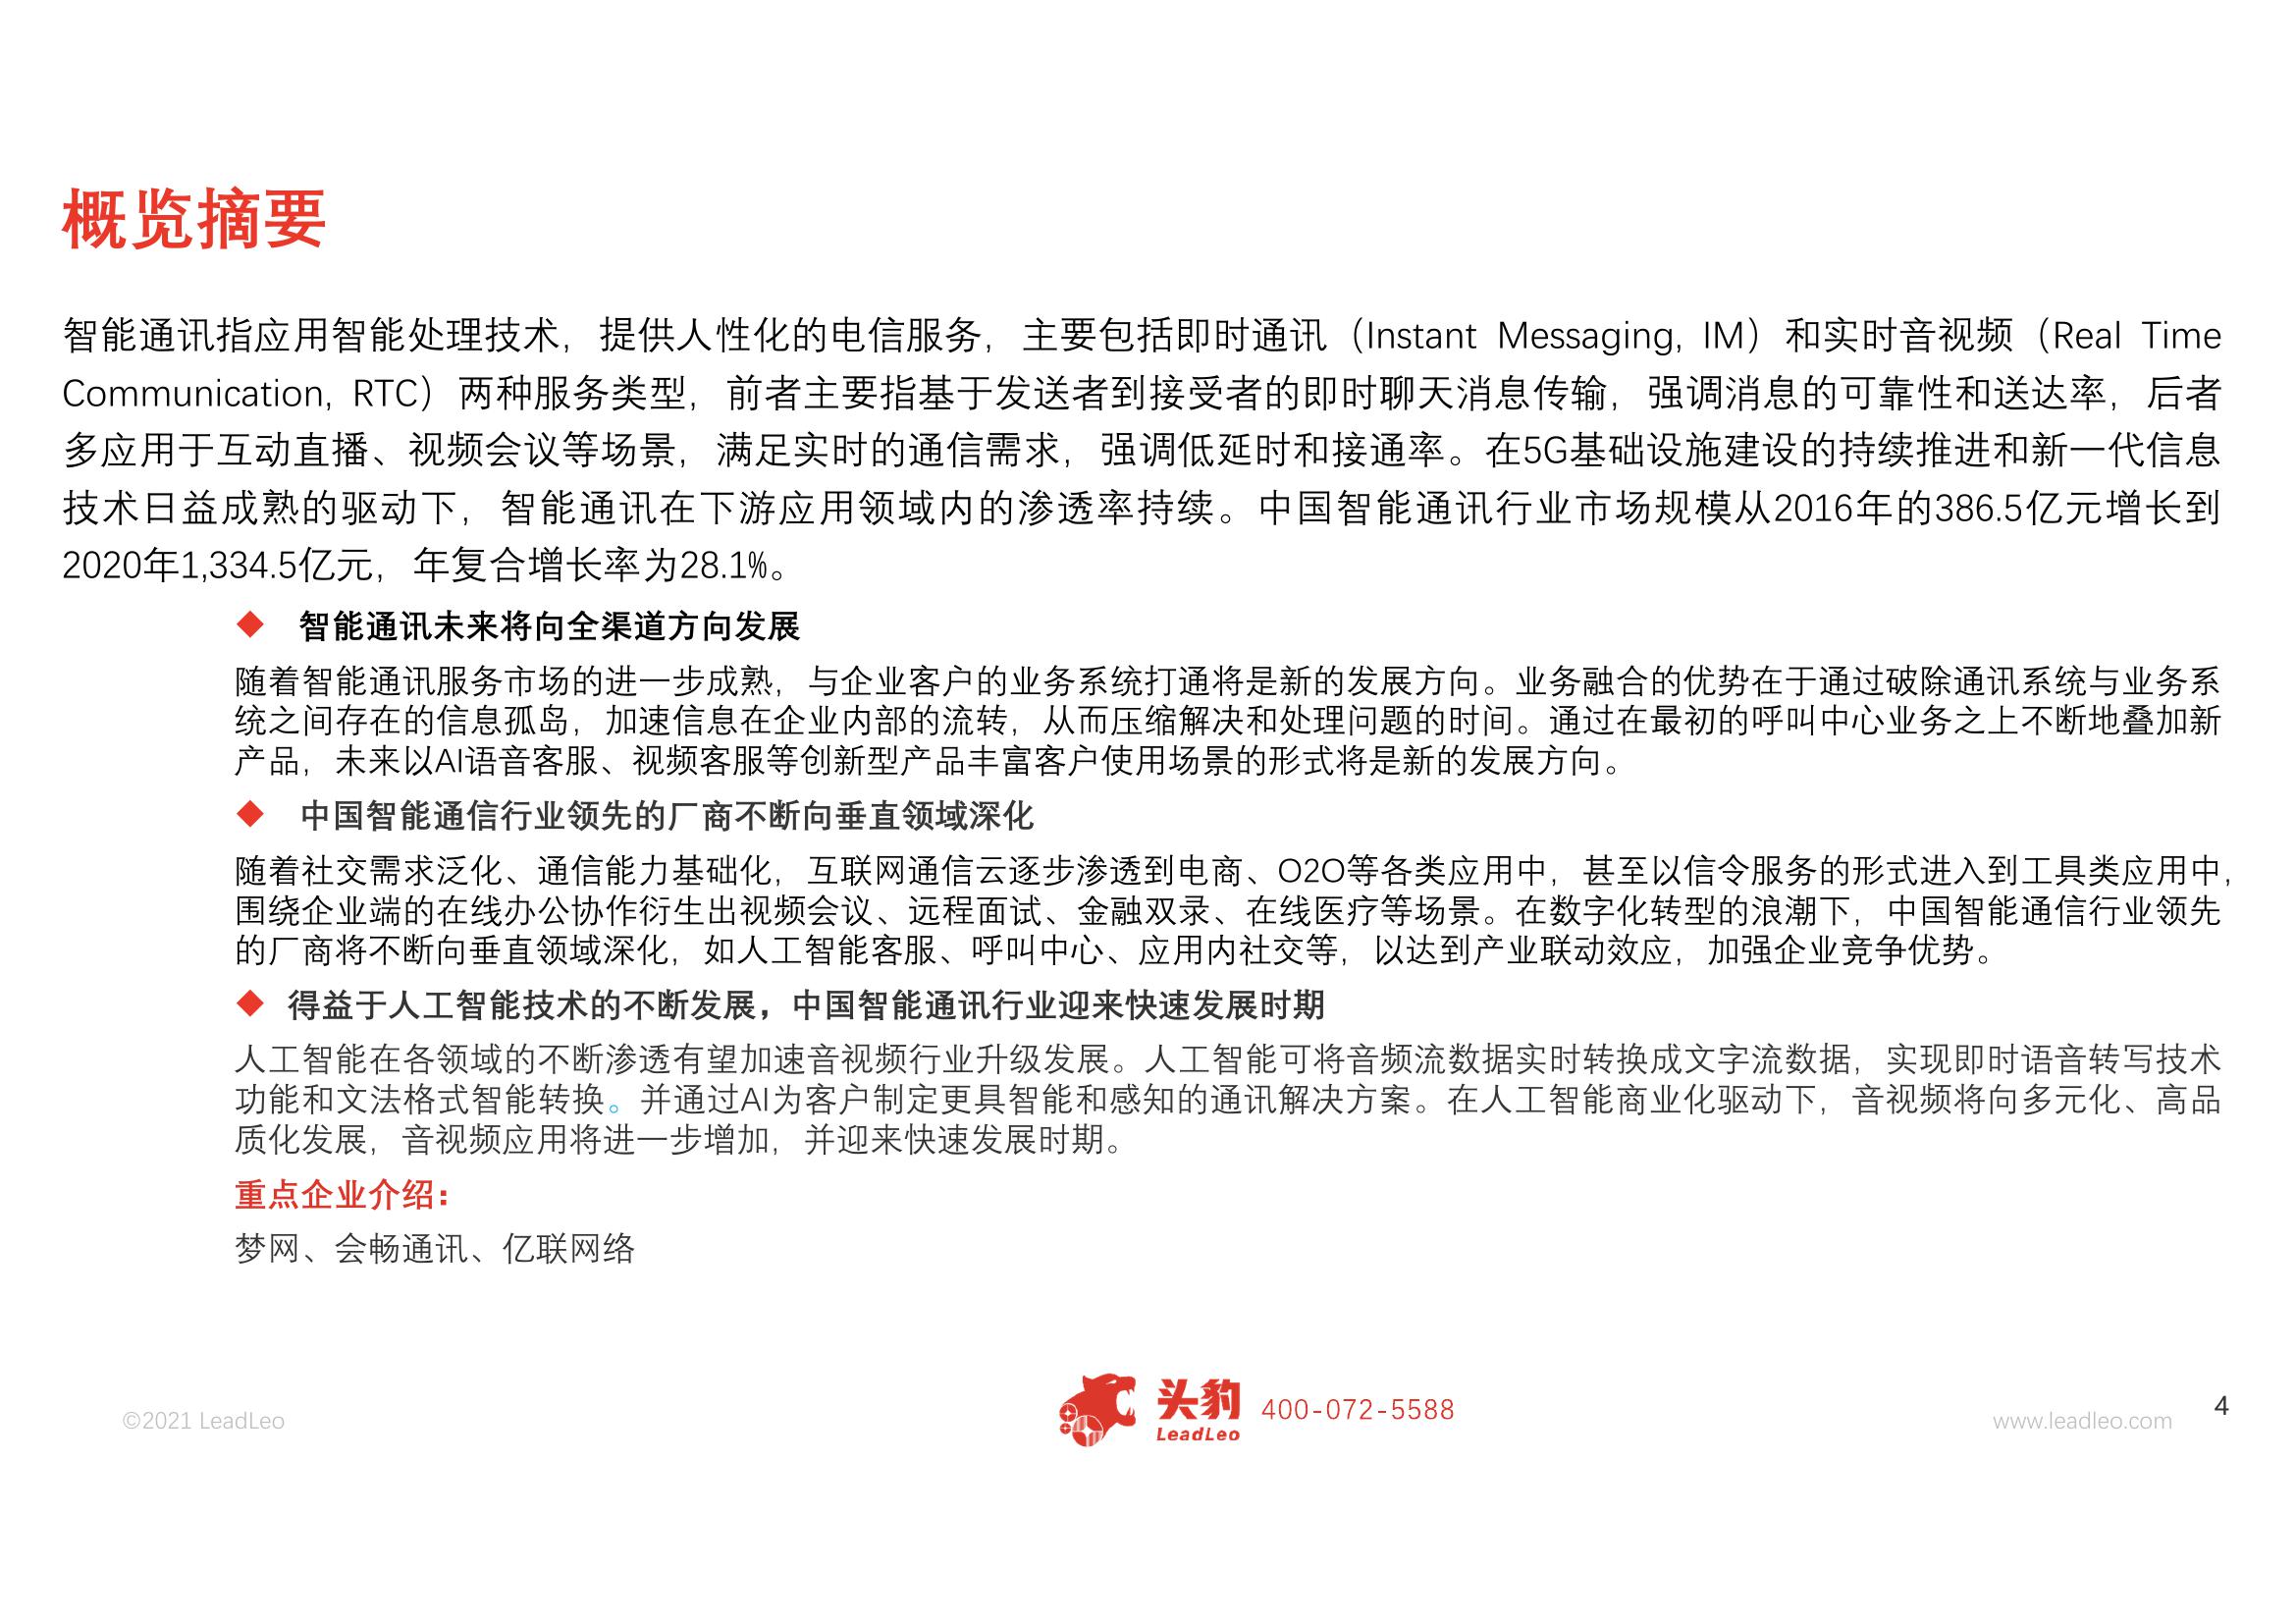 概览摘要
智能通讯指应用智能处理技术，提供人性化的电信服务，主要包括即时通讯（Instant Messaging, IM）和实时音视频（Real Time
Communication, RTC）两种服务类型，前者主要指基于发送者到接受者的即时聊天消息传输，强调消息的可靠性和送达率，后者
多应用于互动直播、视频会议等场景，满足实时的通信需求，强调低延时和接通率。在5G基础设施建设的持续推进和新一代信息
技术日益成熟的驱动下，智能通讯在下游应用领域内的渗透率持续。中国智能通讯行业市场规模从2016年的386.5亿元增长到
2020年1,334.5亿元，年复合增长率为28.1%。
◆ 智能通讯未来将向全渠道方向发展
随着智能通讯服务市场的进一步成熟，与企业客户的业务系统打通将是新的发展方向。业务融合的优势在于通过破除通讯系统与业务系
统之间存在的信息孤岛，加速信息在企业内部的流转，从而压缩解决和处理问题的时间。通过在最初的呼叫中心业务之上不断地叠加新
产品，未来以AI语音客服、视频客服等创新型产品丰富客户使用场景的形式将是新的发展方向。
◆ 中国智能通信行业领先的厂商不断向垂直领域深化
随着社交需求泛化、通信能力基础化，互联网通信云逐步渗透到电商、O2O等各类应用中，甚至以信令服务的形式进入到工具类应用中，
围绕企业端的在线办公协作衍生出视频会议、远程面试、金融双录、在线医疗等场景。在数字化转型的浪潮下，中国智能通信行业领先
的厂商将不断向垂直领域深化，如人工智能客服、呼叫中心、应用内社交等，以达到产业联动效应，加强企业竞争优势。
◆ 得益于人工智能技术的不断发展，中国智能通讯行业迎来快速发展时期
人工智能在各领域的不断渗透有望加速音视频行业升级发展。人工智能可将音频流数据实时转换成文字流数据，实现即时语音转写技术
功能和文法格式智能转换。并通过AI为客户制定更具智能和感知的通讯解决方案。在人工智能商业化驱动下，音视频将向多元化、高品
质化发展，音视频应用将进一步增加，并迎来快速发展时期。
重点企业介绍：
梦网、会畅通讯、亿联网络
©2021 LeadLeo
头豹
LeadLeo
400-072-5588
www.leadleo.com
4